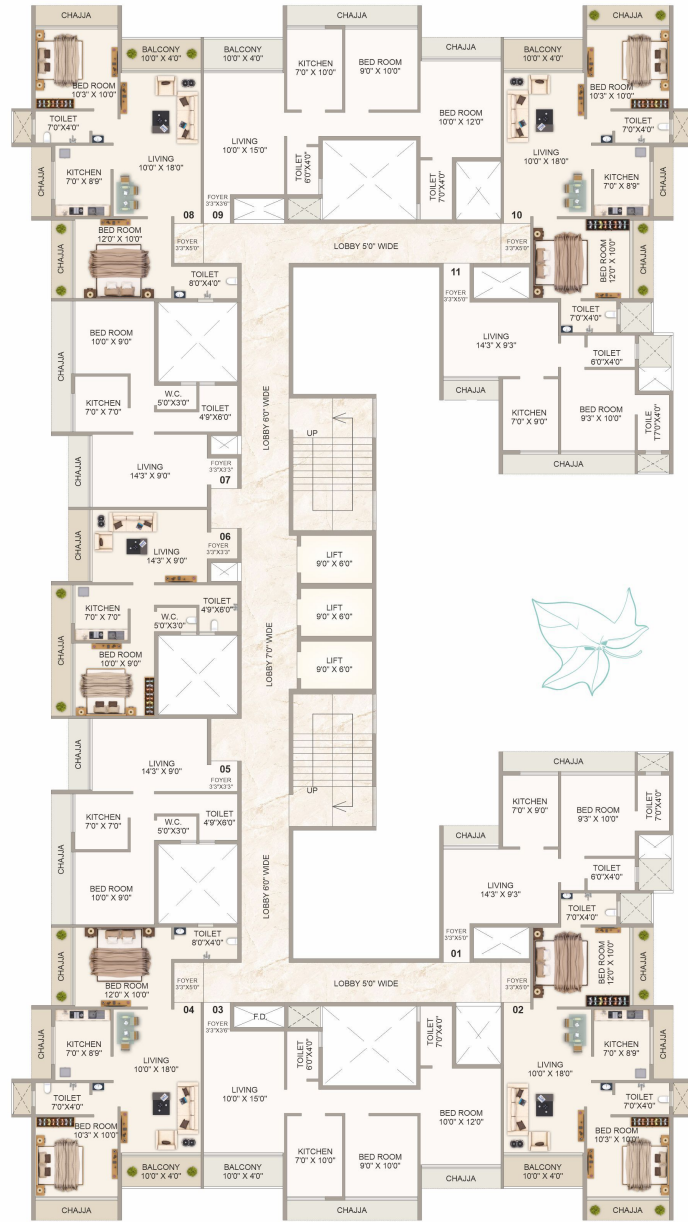 CHAJJA
CHAJJA
BALCONY
10'0" X 4'0"
BALCONY
10'0" X 4'0"
KITCHEN
7'0" X 10'0"
BED ROOM
9'0" X 10'0"
CHAJJA
BALCONY
10'0" X 4'0"
CHAJJA
BED ROOM
10'3" X 10'0"
BED ROOM
10'3" X 10'0"
TOILET
7'0"X4'0"
LIVING
10'0" X 18'0"
LIVING
10'0" X 15'0"
TOILET
6'0"X4'0"
BED ROOM
10'0" X 12'0"
TOILET
7'0"X4'0"
LIVING
10'0" X 18'0"
TOILET
7'0"X4'0"
CHAJJA
KITCHEN
7'0" X 8'9"
KITCHEN
7'0" X 8'9"
CHAJJA
FOYER
3'3"X3'6"
08
09
10
CHAJJA
BED ROOM
12'0" X 10'0"
FOYER
3'3"X5'0"
LOBBY 5'0" WIDE
FOYER
3'3"X5'0"
BED ROOM
12'0" X 10'0"
CHAJJA
TOILET
8'0"X4'0"
11
FOYER
3'3"X5'0"
TOILET
7'0"X4'0"
CHAJJA
BED ROOM
10'0" X 9'0"
LIVING
14'3" X 9'3"
TOILET
6'0"X4'0"
KITCHEN
7'0" X 7'0"
W.C.
5'0"X3'0"
TOILET
4'9"X6'0"
LOBBY 6'0" WIDE
CHAJJA
KITCHEN
7'0" X 9'0"
BED ROOM
9'3" X 10'0"
TOILE
T7'0"X4'0"
UP
CHAJJA
LIVING
14'3" X 9'0"
FOYER
3'3"X3'3"
07
CHAJJA
CHAJJA
LIVING
14'3" X 9'0"
06
FOYER
3'3"X3'3"
LIFT
9'0" X 6'0"
KITCHEN
7'0" X 7'0"
W.C.
5'0"X3'0"
TOILET
4'9"X6'0"
LIFT
9'0" X 6'0"
CHAJJA
BED ROOM
10'0" X 9'0"
LOBBY 7'0" WIDE
LIFT
9'0" X 6'0"
CHAJJA
LIVING
14'3" X 9'0"
05
FOYER
3'3"X3'3"
UP
CHAJJA
CHAJJA
KITCHEN
7'0" X 7'0"
W.C.
5'0"X3'0"
TOILET
4'9"X6'0"
CHAJJA
KITCHEN
7'0" X 9'0"
BED ROOM
9'3" X 10'0"
TOILET
7'0"X4'0"
BED ROOM
10'0" X 9'0"
LOBBY 6'0" WIDE
LIVING
14'3" X 9'3"
TOILET
6'0"X4'0"
TOILET
7'0"X4'0"
CHAJJA
TOILET
8'0"X4'0"
FOYER
3'3"X5'0"
01
BED ROOM
12'0" X 10'0"
CHAJJA
BED ROOM
12'0" X 10'0"
FOYER
3'3"X5'0"
LOBBY 5'0" WIDE
FOYER
3'3"X5'0"
04
03
02
FOYER
3'3"X3'6"
F.D.
CHAJJA
KITCHEN
7'0" X 8'9"
LIVING
10'0" X 18'0"
TOILET
6'0"X4'0"
TOILET
7'0"X4'0"
LIVING
10'0" X 18'0"
KITCHEN
7'0" X 8'9"
CHAJJA
TOILET
7'0"X4'0"
LIVING
10'0" X 15'0"
BED ROOM
10'0" X 12'0"
TOILET
7'0"X4'0"
BED ROOM
10'3" X 10'0"
BED ROOM
10'3" X 10'0"
BALCONY
10'0" X 4'0"
BALCONY
10'0" X 4'0"
KITCHEN
7'0" X 10'0"
BED ROOM
9'0" X 10'0"
CHAJJA
BALCONY
10'0" X 4'0"
CHAJJA
CHAJJA
CHAJJA